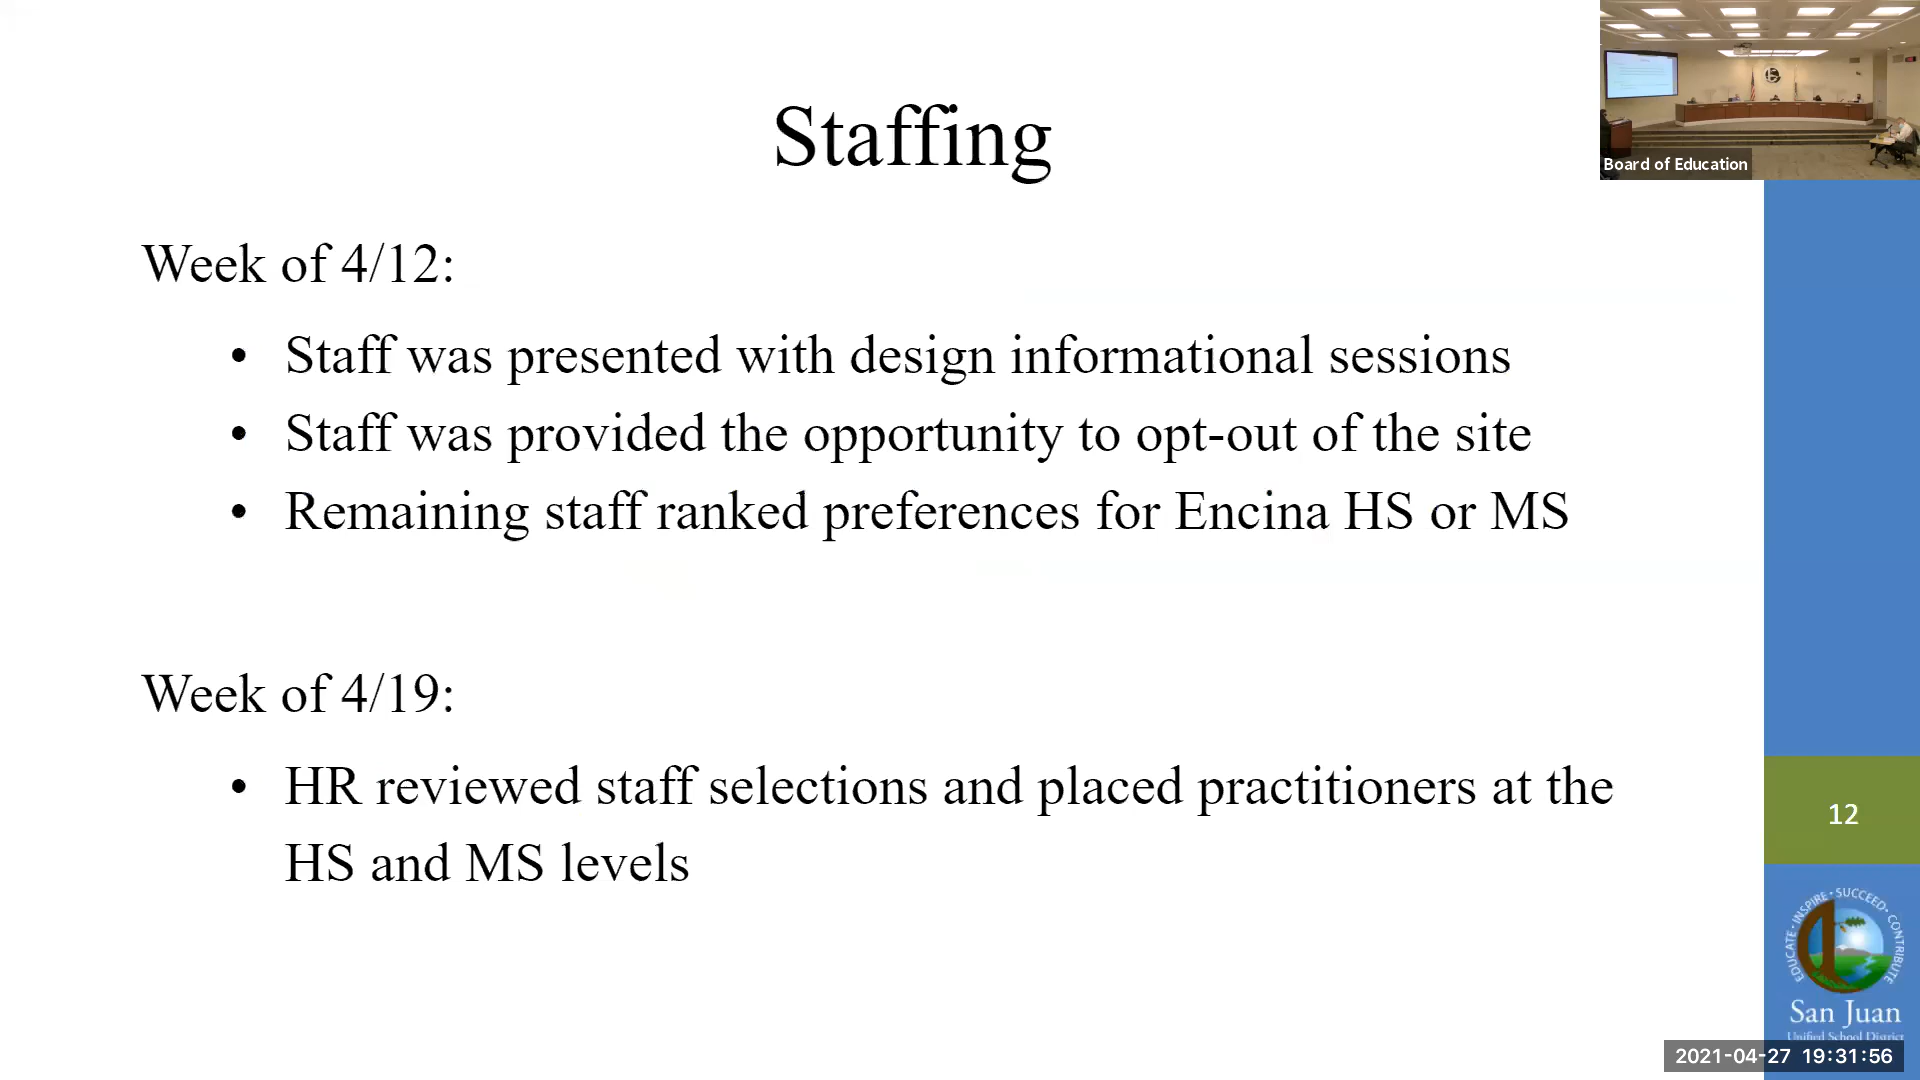 Staffing
Board of Education
Week of 4/12:
• Staff was presented with design informational sessions
• Staff was provided the opportunity to opt-out of the site
• Remaining staff ranked preferences for Encina HS or MS
Week of 4/19:
• HR reviewed staff selections and placed practitioners at the
HS and MS levels
12
EDUCATE • INSPIRE • SUCCEED • CONTRIBUTE
San Juan
Unified School District
2021-04-27 19:31:56